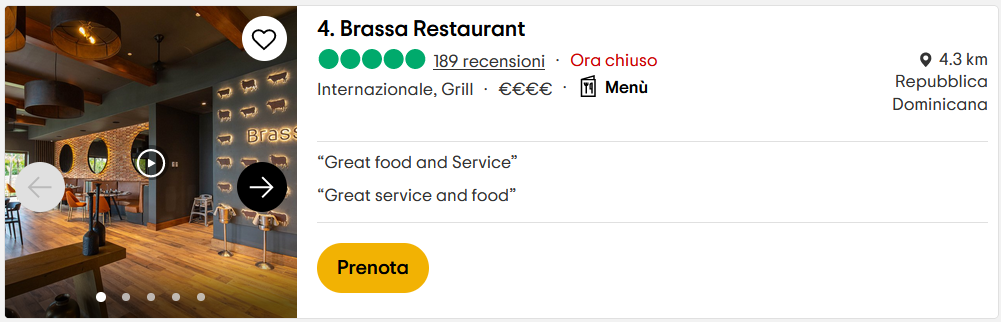 4. Brassa Restaurant
189 recensioni · Ora chiuso
4.3 km
Internazionale, Grill · €€€€ · Menù
Repubblica
Dominicana
Brass
“Great food and Service”
“Great service and food”
Prenota